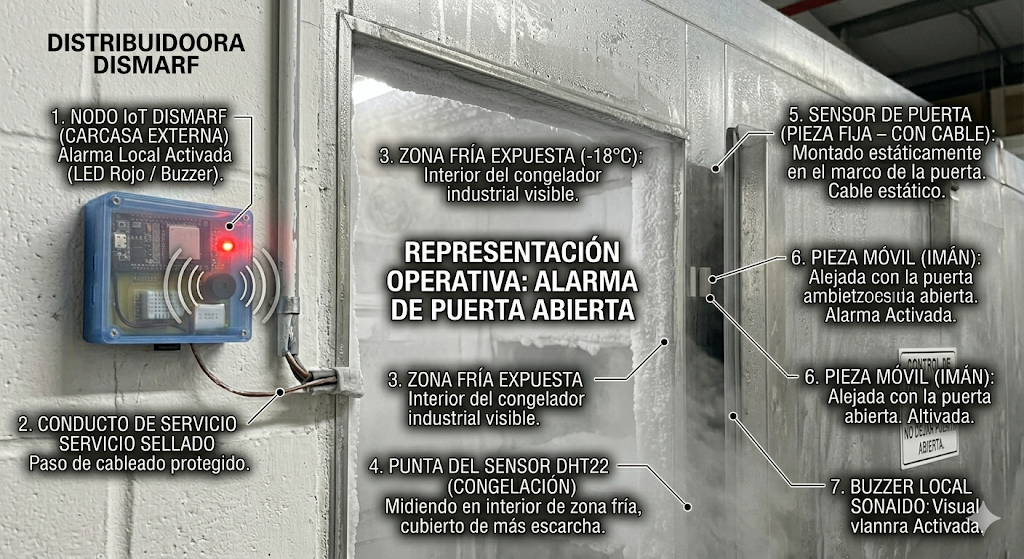 DISTRIBUIDOORA
DISMARF
1. NODO IoT DISMARF
(CARCASA EXTERNA)
Alarma Local Activada
(LED Rojo / Buzzer).
2. CONDUCTO DE SERVICIO
SERVICIO SELLADO
Paso de cableado protegido.
3. ZONA FRÍA EXPUESTA (-18°C):
Interior del congelador
industrial visible.
REPRESENTACIÓN
OPERATIVA: ALARMA
DE PUERTA ABIERTA
3. ZONA FRÍA EXPUESTA
Interior del congelador
industrial visible.
4. PUNTA DEL SENSOR DHT22
(CONGELACIÓN)
Midiendo en interior de zona fría,
cubierto de más escarcha.
5. SENSOR DE PUERTA
(PIEZA FIJA – CON CABLE):
Montado estáticamente
en el marco de la puerta.
Cable estático.
6. PIEZA MÓVIL (IMÁN):
Alejada con la puerta
abierta.
Alarma Activada.
CONTROL DE
6. PIEZA MÓVIL (IMÁN):
Alejada con la puerta
abierta. Altivada.
NO DEJAR
ABIERTA.
7. BUZZER LOCAL
SONAIDO: Visual
vlannra Activada.